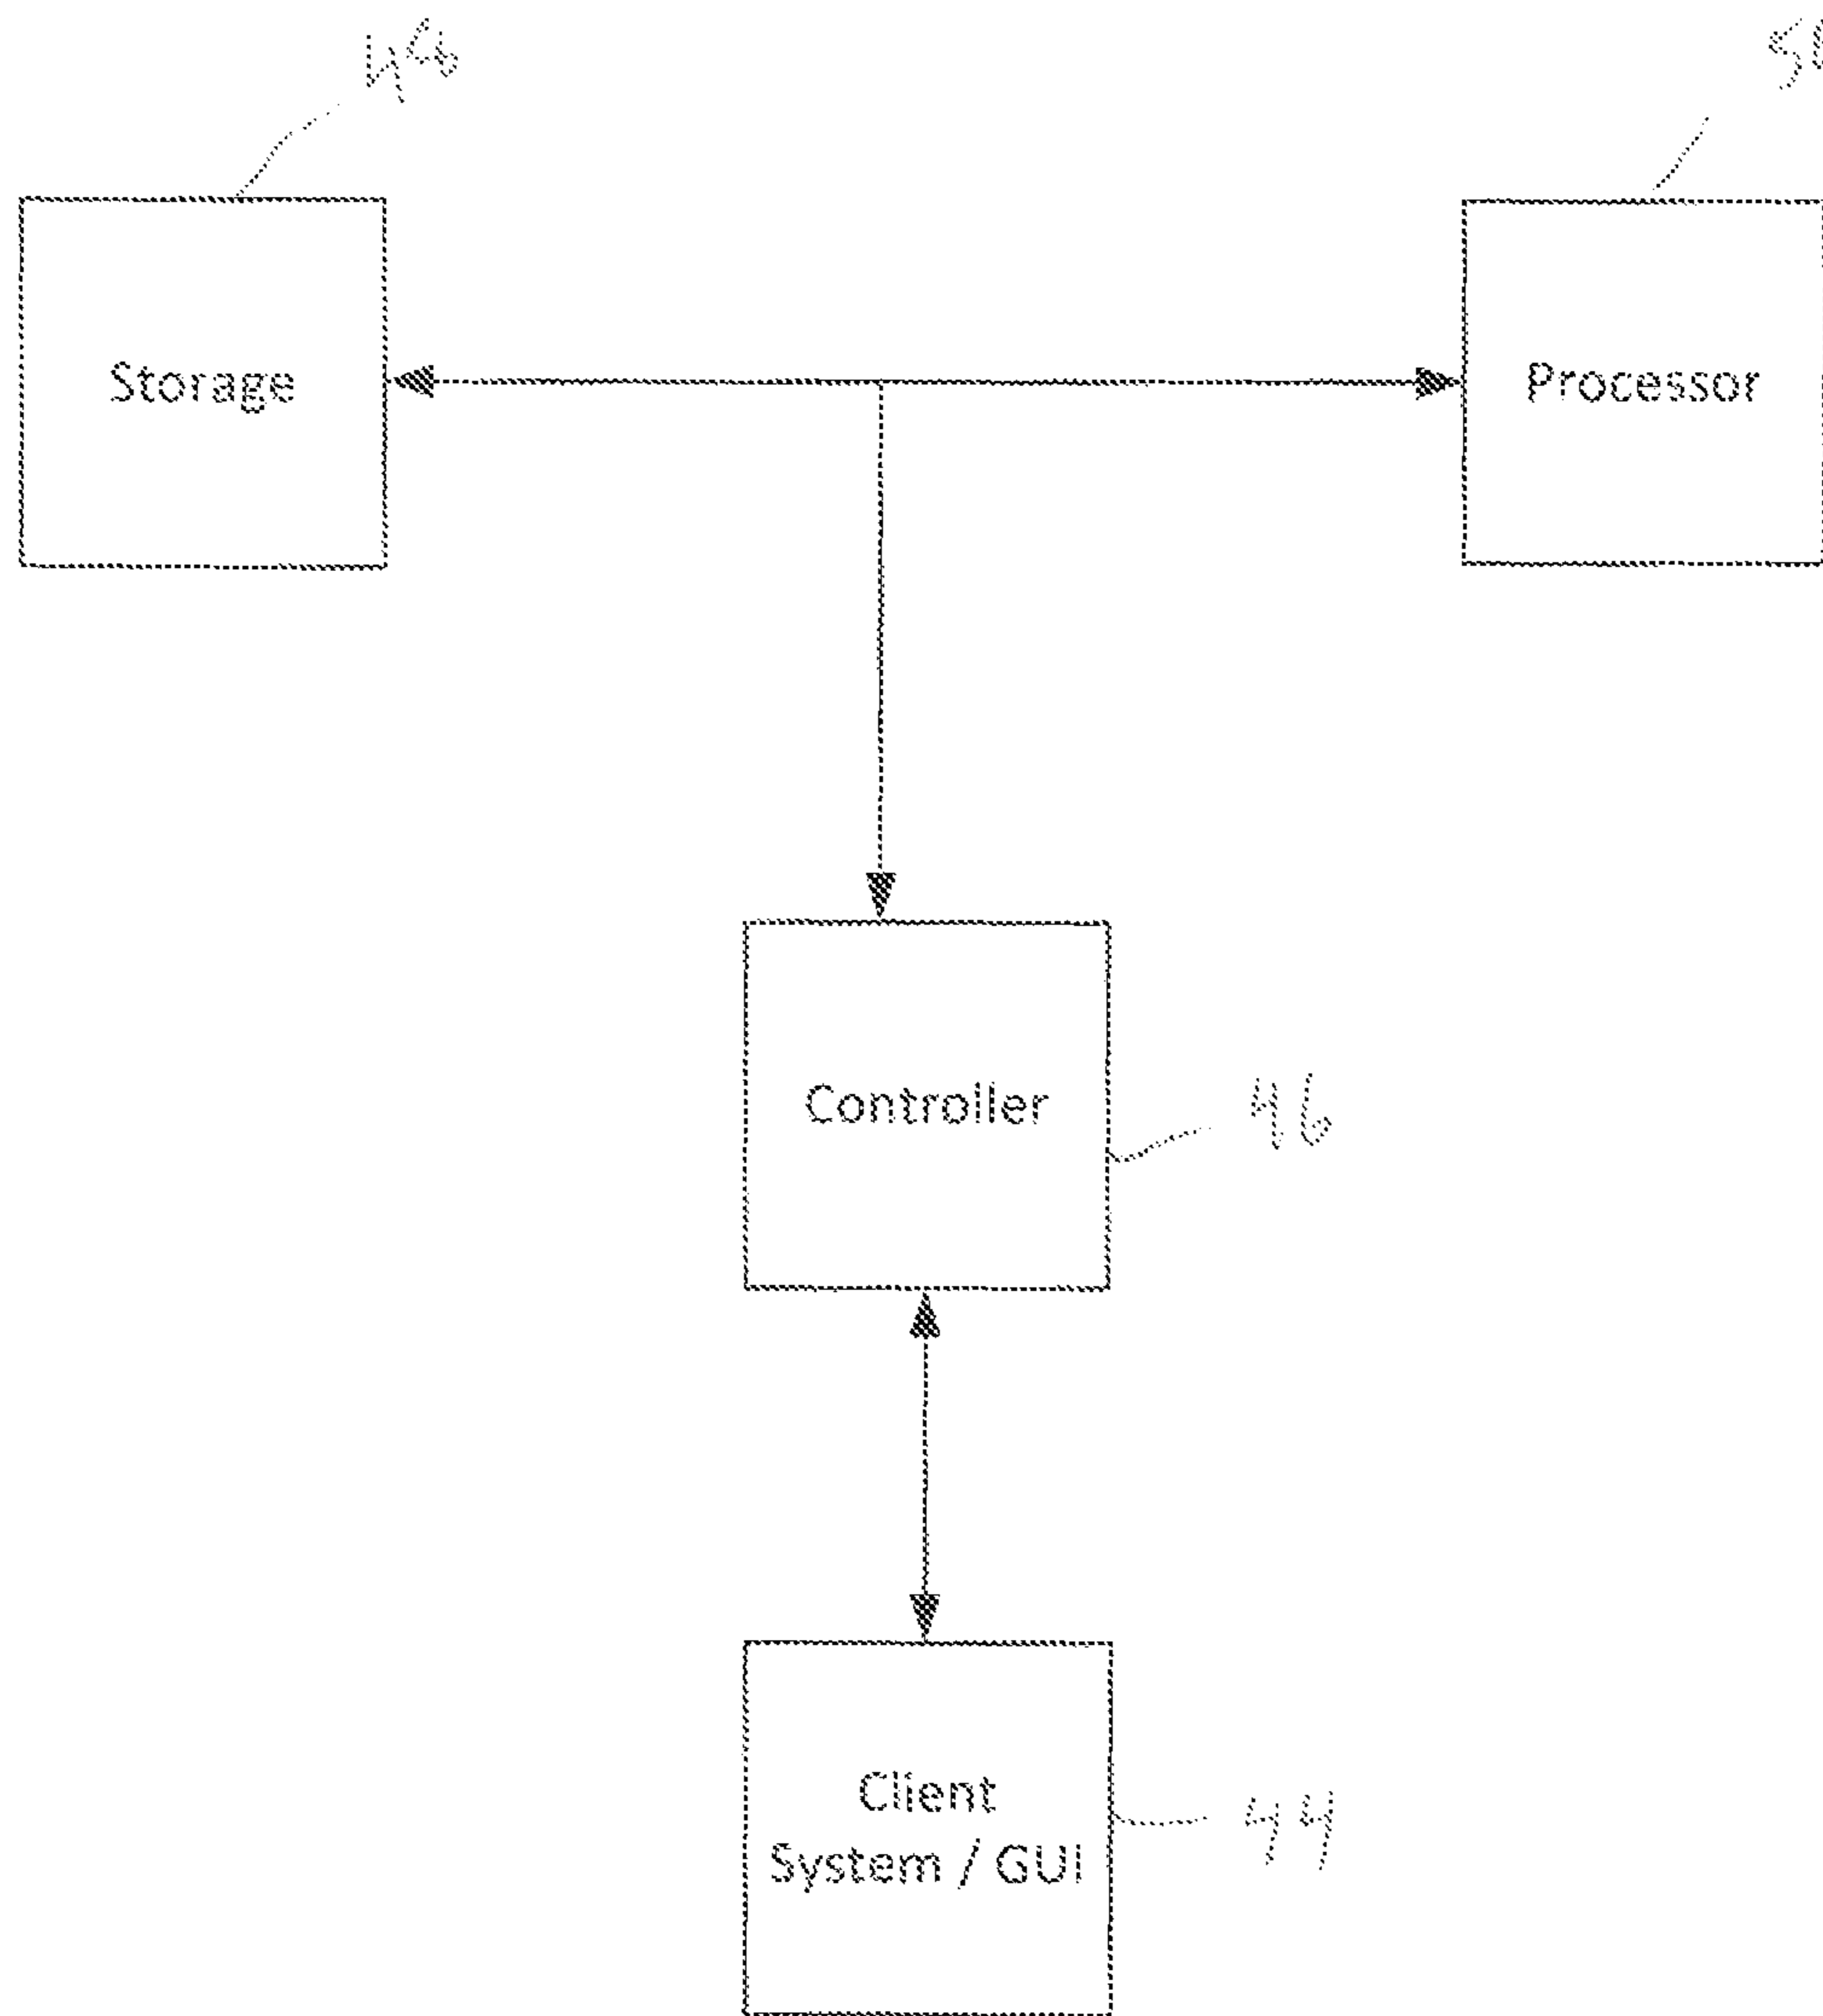 Storage
Processor
Controller
46
Client
System / GUI
44